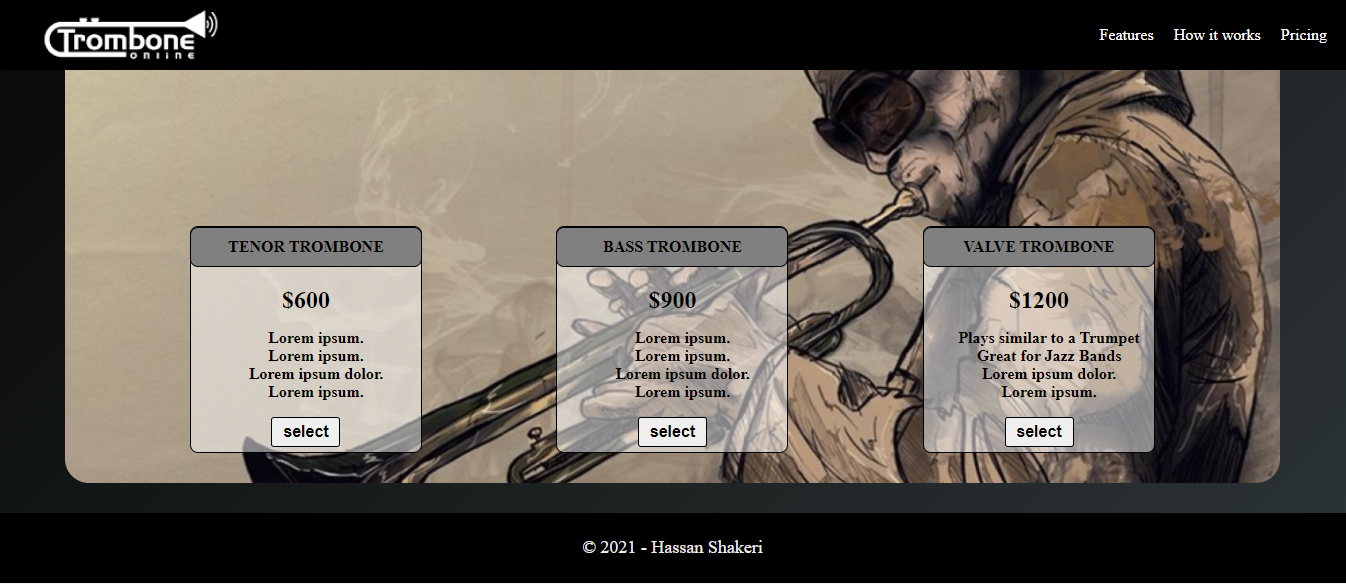 Trombone
online
Features How it works Pricing
TENOR TROMBONE
$600
Lorem ipsum.
Lorem ipsum.
Lorem ipsum dolor.
Lorem ipsum.
select
BASS TROMBONE
$900
Lorem ipsum.
Lorem ipsum.
Lorem ipsum dolor.
Lorem ipsum.
select
VALVE TROMBONE
$1200
Plays similar to a Trumpet
Great for Jazz Bands
Lorem ipsum dolor.
Lorem ipsum.
select
© 2021 - Hassan Shakeri